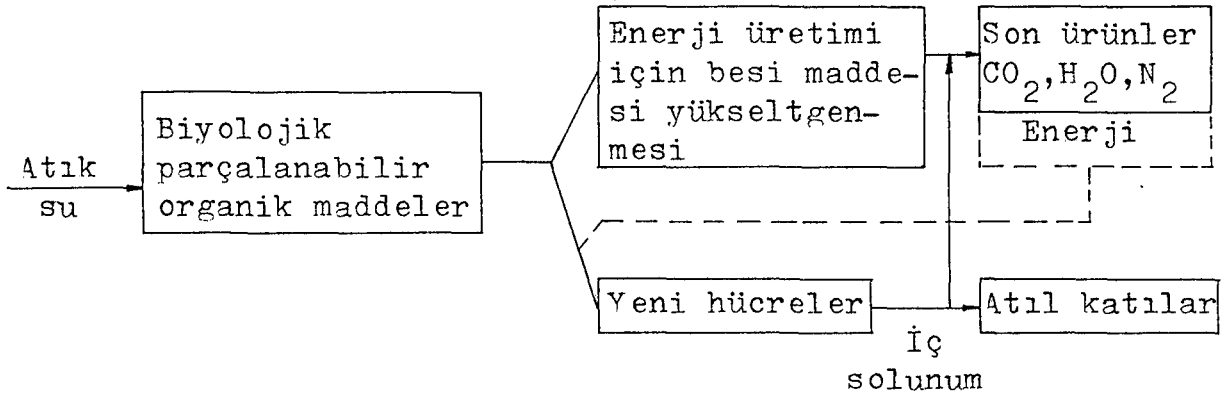 Atık
su
Biyolojik
parçalanabilir
organik maddeler
Enerji üretimi
için besi madde-
si yükseltgen-
mesi
Son ürünler
CO₂,H₂O,N₂
Enerji
Yeni hücreler
İç
solunum
Atıl katılar